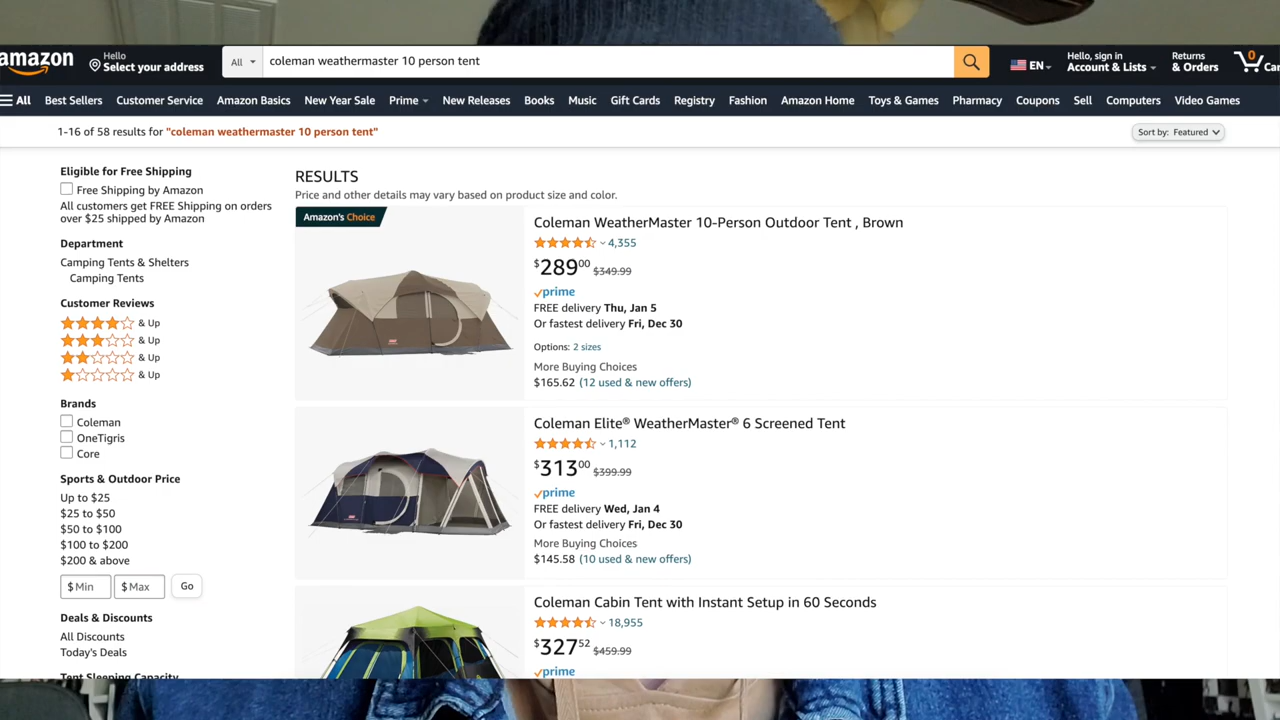 amazon
Hello
Select your address
All
coleman weathermaster 10 person tent
EN
Hello, sign in
Account & Lists
Returns
& Orders
0
Car
All
Best Sellers
Customer Service
Amazon Basics
New Year Sale
Prime
New Releases
Books
Music
Gift Cards
Registry
Fashion
Amazon Home
Toys & Games
Pharmacy
Coupons
Sell
Computers
Video Games
1-16 of 58 results for "coleman weathermaster 10 person tent"
Sort by: Featured
Eligible for Free Shipping
Free Shipping by Amazon
All customers get FREE Shipping on orders
over $25 shipped by Amazon
Department
Camping Tents & Shelters
Camping Tents
Customer Reviews
& Up
& Up
& Up
& Up
Brands
Coleman
OneTigris
Core
Sports & Outdoor Price
Up to $25
$25 to $50
$50 to $100
$100 to $200
$200 & above
$ Min
$ Max
Go
Deals & Discounts
All Discounts
Today's Deals
Tent Sleeping Capacity
RESULTS
Price and other details may vary based on product size and color.
Amazon's Choice
Coleman WeatherMaster 10-Person Outdoor Tent , Brown
4,355
$28900 $349.99
prime
FREE delivery Thu, Jan 5
Or fastest delivery Fri, Dec 30
Options: 2 sizes
More Buying Choices
$165.62 (12 used & new offers)
Coleman Elite® WeatherMaster® 6 Screened Tent
1,112
$31300 $399.99
prime
FREE delivery Wed, Jan 4
Or fastest delivery Fri, Dec 30
More Buying Choices
$145.58 (10 used & new offers)
Coleman Cabin Tent with Instant Setup in 60 Seconds
18,955
$32752 $459.99
prime